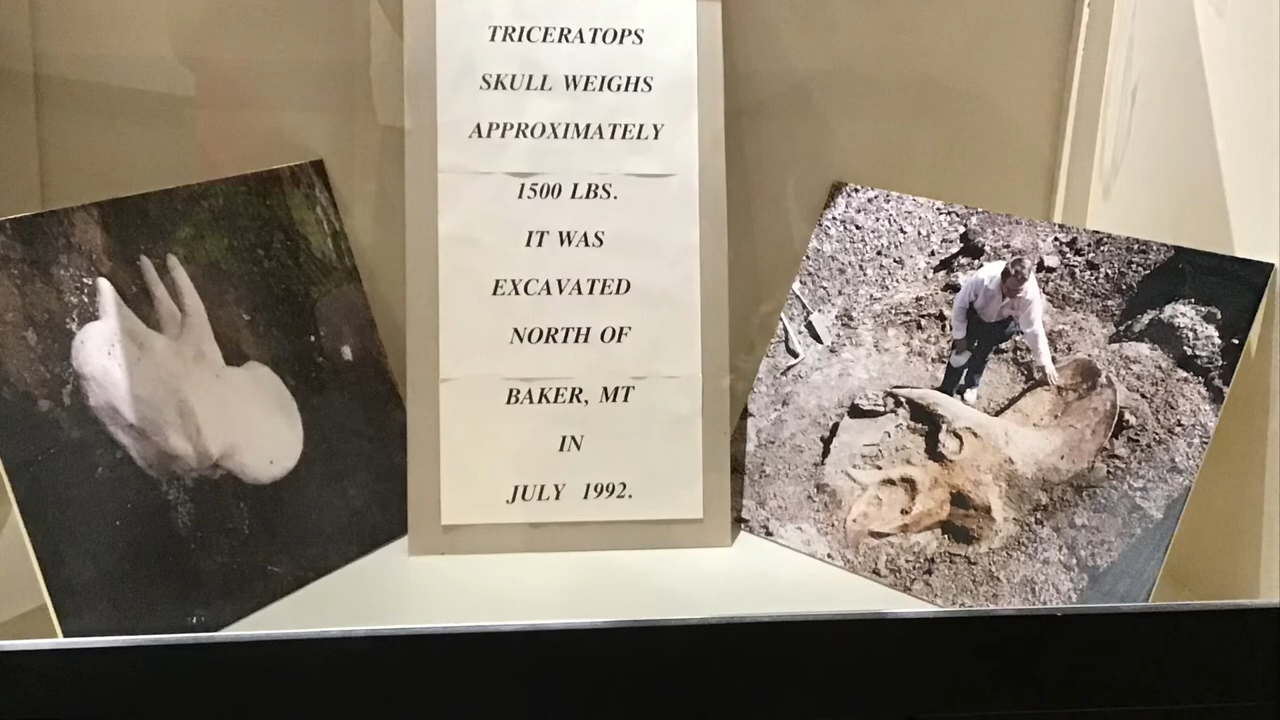 TRICERATOPS
SKULL WEIGHS
APPROXIMATELY
1500 LBS.
IT WAS
EXCAVATED
NORTH OF
BAKER, MT
IN
JULY 1992.